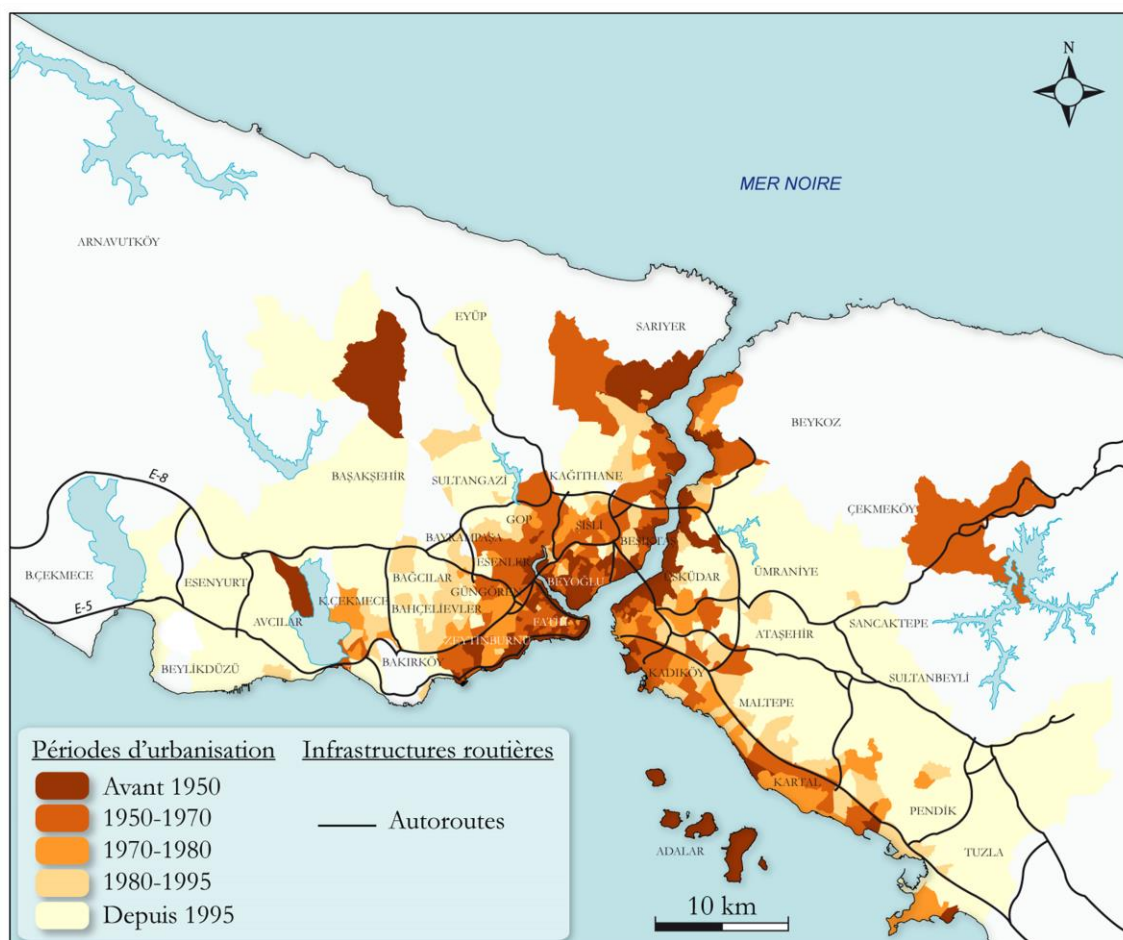 N
MER NOIRE
ARNAVUTKÖY
EYÜP
SARIYER
BEYKOZ
BAŞAKŞEHİR
SULTANGAZİ
KAĞITHANE
E-8
ÇEKMEKÖY
GOP
ŞİŞLİ
BAYRAMPAŞA
BEŞİKTAŞ
ESENLER
B.ÇEKMECE
ESENYURT
K.ÇEKMECE
BAĞCILAR
BEYOĞLU
ÜSKÜDAR
ÜMRANİYE
GÜNGÖREN
E-5
AVCILAR
BAHÇELİEVLER
FATİH
SANCAKTEPE
ATAŞEHİR
ZEYTİNBURNU
BAKIRKÖY
BEYLİKDÜZÜ
KADIKÖY
SULTANBEYLİ
MALTEPE
KARTAL
PENDİK
ADALAR
TUZLA
Périodes d'urbanisation
Infrastructures routières
Avant 1950
1950-1970
Autoroutes
1970-1980
1980-1995
Depuis 1995
10 km